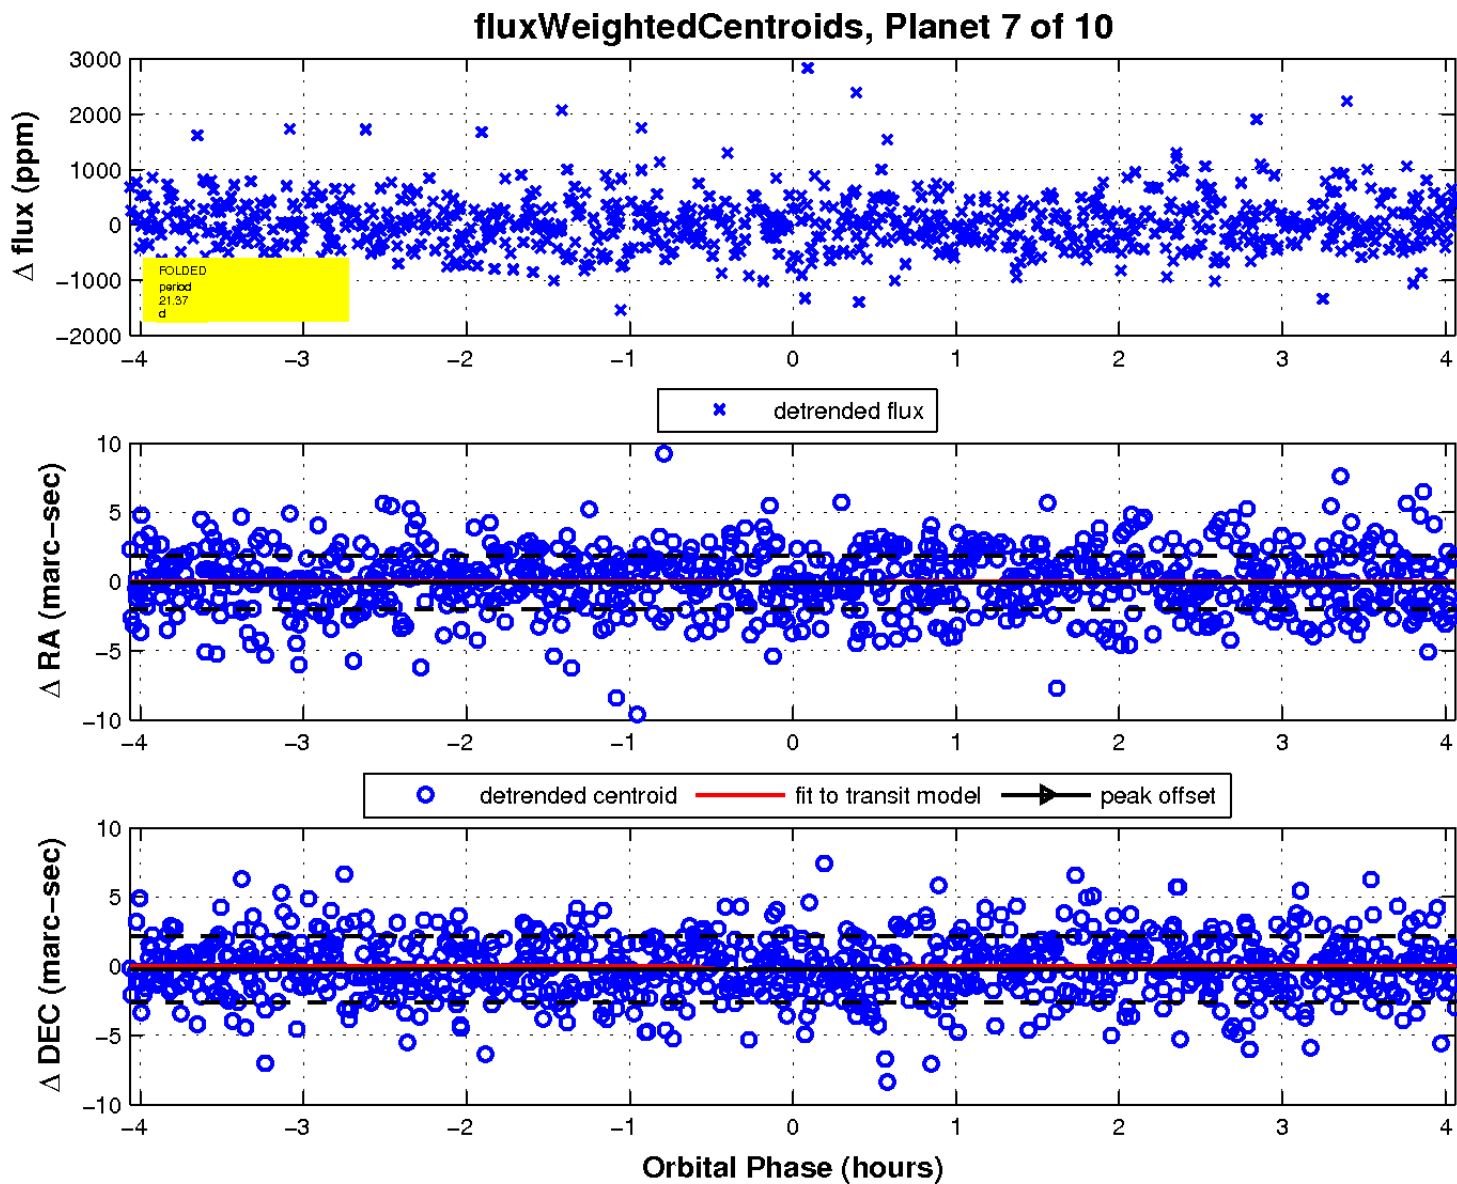 fluxWeightedCentroids, Planet 7 of 10
Δ flux (ppm)
3000
2000
1000
0
−1000
−2000
FOLDED
period
21.37
d
−4 −3 −2 −1 0 1 2 3 4
detrended flux
Δ RA (marc−sec)
10
5
0
−5
−10
−4 −3 −2 −1 0 1 2 3 4
detrended centroid fit to transit model peak offset
Δ DEC (marc−sec)
10
5
0
−5
−10
−4 −3 −2 −1 0 1 2 3 4
Orbital Phase (hours)